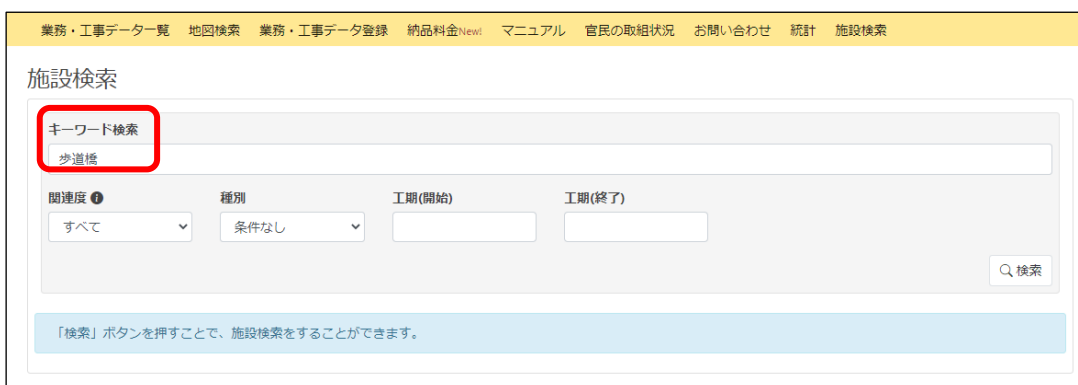 業務・工事データ一覧 地図検索 業務・工事データ登録 納品料金New! マニュアル 官民の取組状況 お問い合わせ 統計 施設検索
施設検索
キーワード検索
歩道橋
関連度 種別 工期(開始) 工期(終了)
すべて 条件なし
検索
「検索」ボタンを押すことで、施設検索をすることができます。